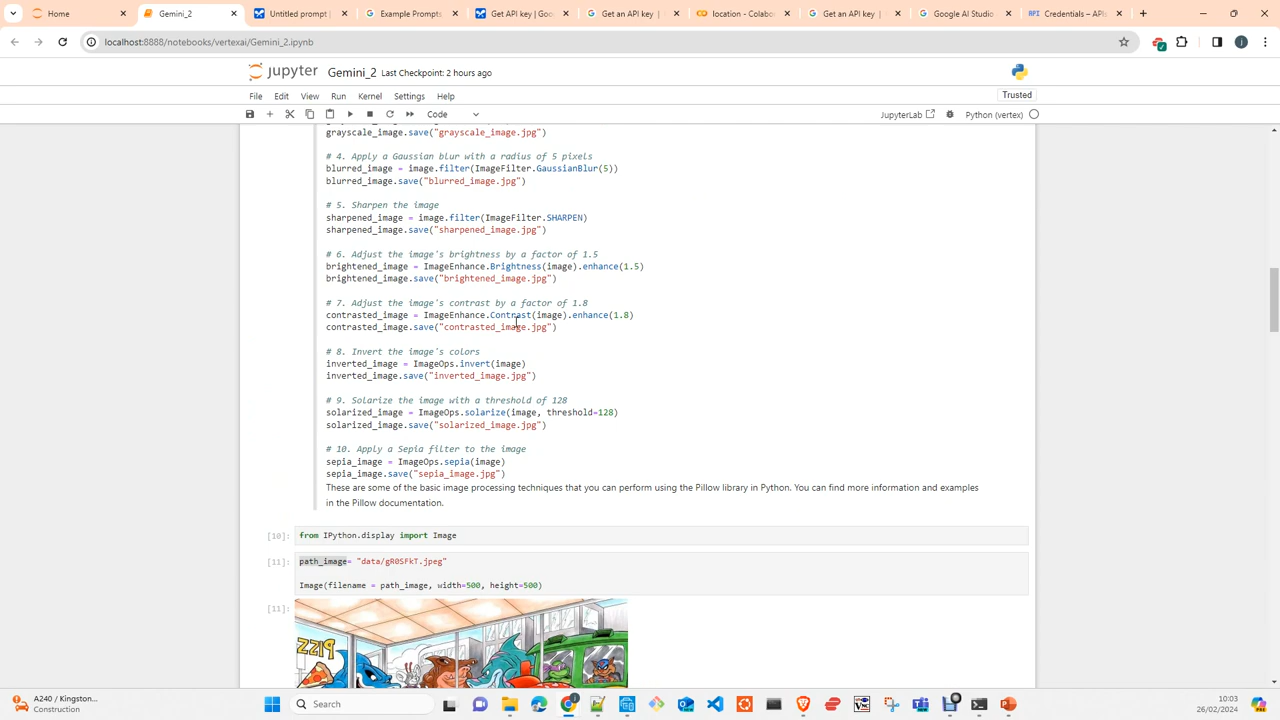 Home
Gemini_2
Untitled prompt |
Example Prompts
Get API key | Goo
Get an API key |
location - Colabo
Get an API key |
Google AI Studio
API Credentials – APIs
localhost:8888/notebooks/vertexai/Gemini_2.ipynb
jupyter Gemini_2 Last Checkpoint: 2 hours ago
File Edit View Run Kernel Settings Help
Trusted
Code
JupyterLab
Python (vertex)
grayscale_image.save("grayscale_image.jpg")
# 4. Apply a Gaussian blur with a radius of 5 pixels
blurred_image = image.filter(ImageFilter.GaussianBlur(5))
blurred_image.save("blurred_image.jpg")
# 5. Sharpen the image
sharpened_image = image.filter(ImageFilter.SHARPEN)
sharpened_image.save("sharpened_image.jpg")
# 6. Adjust the image's brightness by a factor of 1.5
brightened_image = ImageEnhance.Brightness(image).enhance(1.5)
brightened_image.save("brightened_image.jpg")
# 7. Adjust the image's contrast by a factor of 1.8
contrasted_image = ImageEnhance.Contrast(image).enhance(1.8)
contrasted_image.save("contrasted_image.jpg")
# 8. Invert the image's colors
inverted_image = ImageOps.invert(image)
inverted_image.save("inverted_image.jpg")
# 9. Solarize the image with a threshold of 128
solarized_image = ImageOps.solarize(image, threshold=128)
solarized_image.save("solarized_image.jpg")
# 10. Apply a Sepia filter to the image
sepia_image = ImageOps.sepia(image)
sepia_image.save("sepia_image.jpg")
These are some of the basic image processing techniques that you can perform using the Pillow library in Python. You can find more information and examples
in the Pillow documentation.
[10]: from IPython.display import Image
[11]: path_image= "data/gR0SFkT.jpeg"
Image(filename = path_image, width=500, height=500)
[11]:
A240 / Kingston...
Construction
Search
10:03
26/02/2024